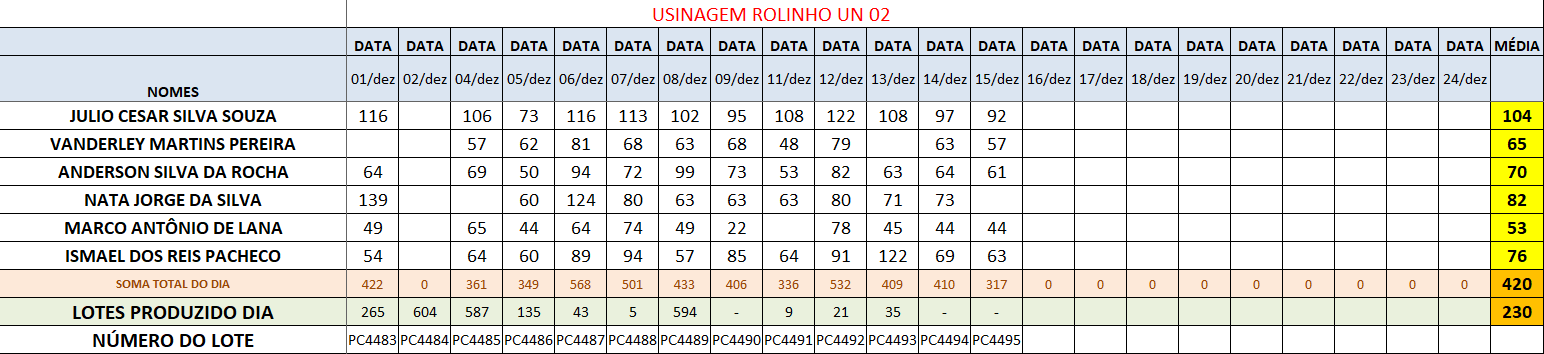 USINAGEM ROLINHO UN 02
DATA DATA DATA DATA DATA DATA DATA DATA DATA DATA DATA DATA DATA DATA DATA DATA DATA DATA DATA DATA DATA DATA MÉDIA
NOMES 01/dez 02/dez 04/dez 05/dez 06/dez 07/dez 08/dez 09/dez 11/dez 12/dez 13/dez 14/dez 15/dez 16/dez 17/dez 18/dez 19/dez 20/dez 21/dez 22/dez 23/dez 24/dez
JULIO CESAR SILVA SOUZA 116 106 73 116 113 102 95 108 122 108 97 92 104
VANDERLEY MARTINS PEREIRA 57 62 81 68 63 68 48 79 63 57 65
ANDERSON SILVA DA ROCHA 64 69 50 94 72 99 73 53 82 63 64 61 70
NATA JORGE DA SILVA 139 60 124 80 63 63 63 80 71 73 82
MARCO ANTÔNIO DE LANA 49 65 44 64 74 49 22 78 45 44 44 53
ISMAEL DOS REIS PACHECO 54 64 60 89 94 57 85 64 91 122 69 63 76
SOMA TOTAL DO DIA 422 0 361 349 568 501 433 406 336 532 409 410 317 0 0 0 0 0 0 0 0 0 420
LOTES PRODUZIDO DIA 265 604 587 135 43 5 594 - 9 21 35 - - 230
NÚMERO DO LOTE PC4483 PC4484 PC4485 PC4486 PC4487 PC4488 PC4489 PC4490 PC4491 PC4492 PC4493 PC4494 PC4495